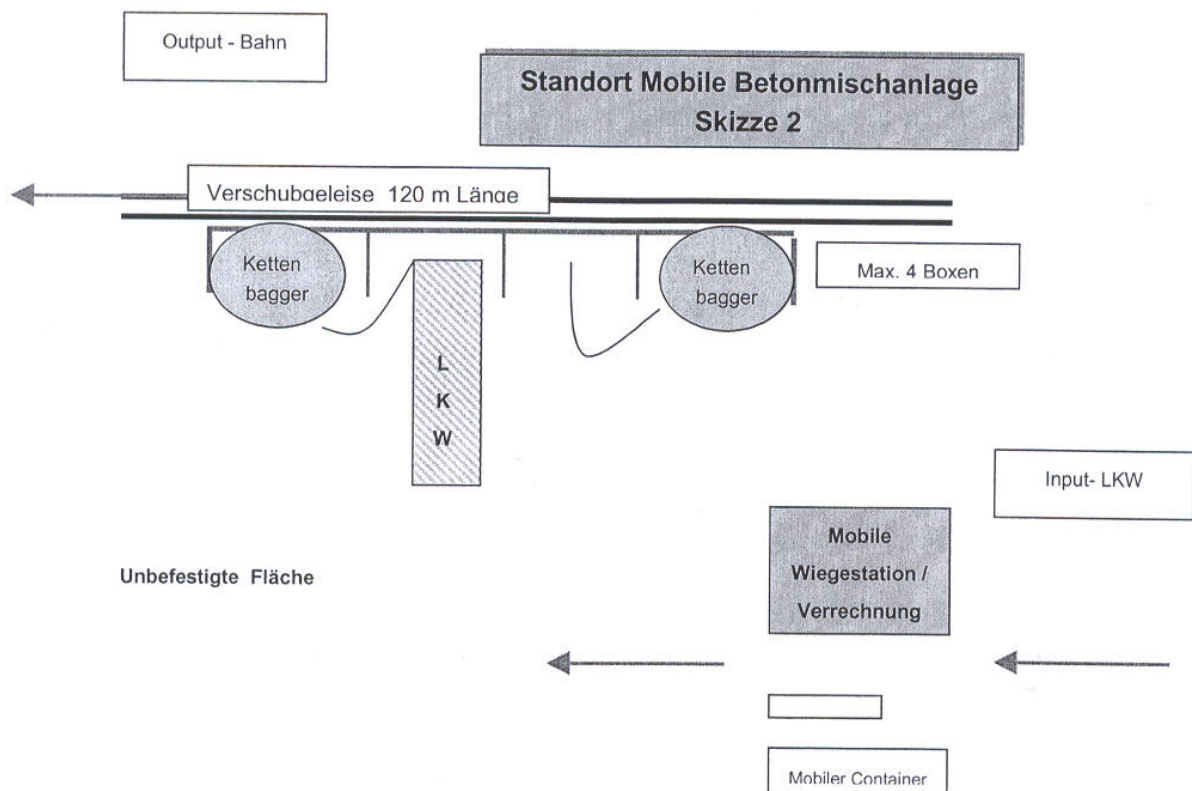 Output - Bahn
Standort Mobile Betonmischanlage
Skizze 2
Verschubgeleise 120 m Länge
Ketten
bagger
Ketten
bagger
Max. 4 Boxen
L
K
W
Input- LKW
Mobile
Wiegestation /
Verrechnung
Unbefestigte Fläche
Mobiler Container